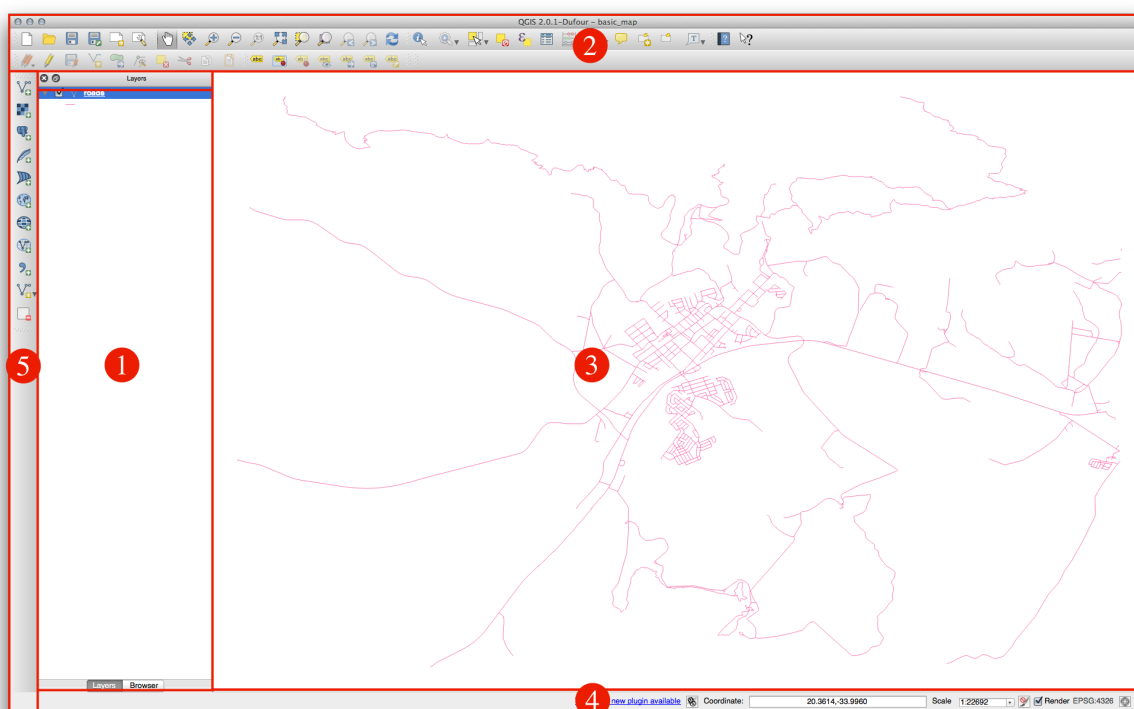 QGIS 2.0.1-Dufour – basic_map
2
Layers
roads
5
1
3
Layers
Browser
4
new plugin available
Coordinate:
20.3614,-33.9960
Scale
1:22692
Render
EPSG:4326